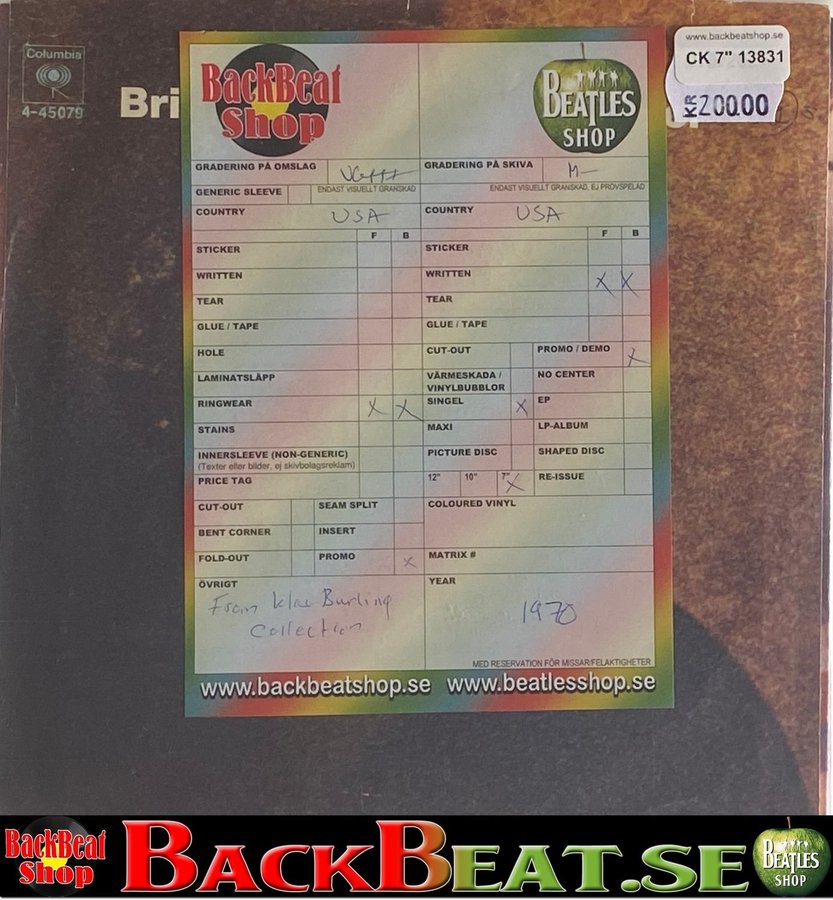 Columbia
4-45079
Bri
www.backbeatshop.se
CK 7" 13831
KR 200.00
BackBeat
Shop
BEATLES
SHOP
GRADERING PÅ OMSLAG VG+++
GRADERING PÅ SKIVA M-
GENERIC SLEEVE ENDAST VISUELLT GRANSKAD
ENDAST VISUELLT GRANSKAD, EJ PROVSPELAD
COUNTRY USA
COUNTRY USA
F B
F B
STICKER
STICKER
WRITTEN
WRITTEN X X
TEAR
TEAR
GLUE / TAPE
GLUE / TAPE
HOLE
CUT-OUT PROMO / DEMO X
LAMINATSLÄPP
VÄRMESKADA /
VINYLBUBBLOR NO CENTER
RINGWEAR X X
SINGEL X EP
STAINS
MAXI LP-ALBUM
INNERSLEEVE (NON-GENERIC)
(Texter eller bilder, ej skivbolagsreklam)
PICTURE DISC SHAPED DISC
PRICE TAG
12" 10" 7" X RE-ISSUE
CUT-OUT SEAM SPLIT
COLOURED VINYL
BENT CORNER INSERT
FOLD-OUT PROMO X
MATRIX #
ÖVRIGT
From Klas Burling
Collection
YEAR
1970
MED RESERVATION FÖR MISSAR/FELAKTIGHETER
www.backbeatshop.se www.beatlesshop.se
BackBeat
Shop
BACKBEAT.SE
BEATLES
SHOP